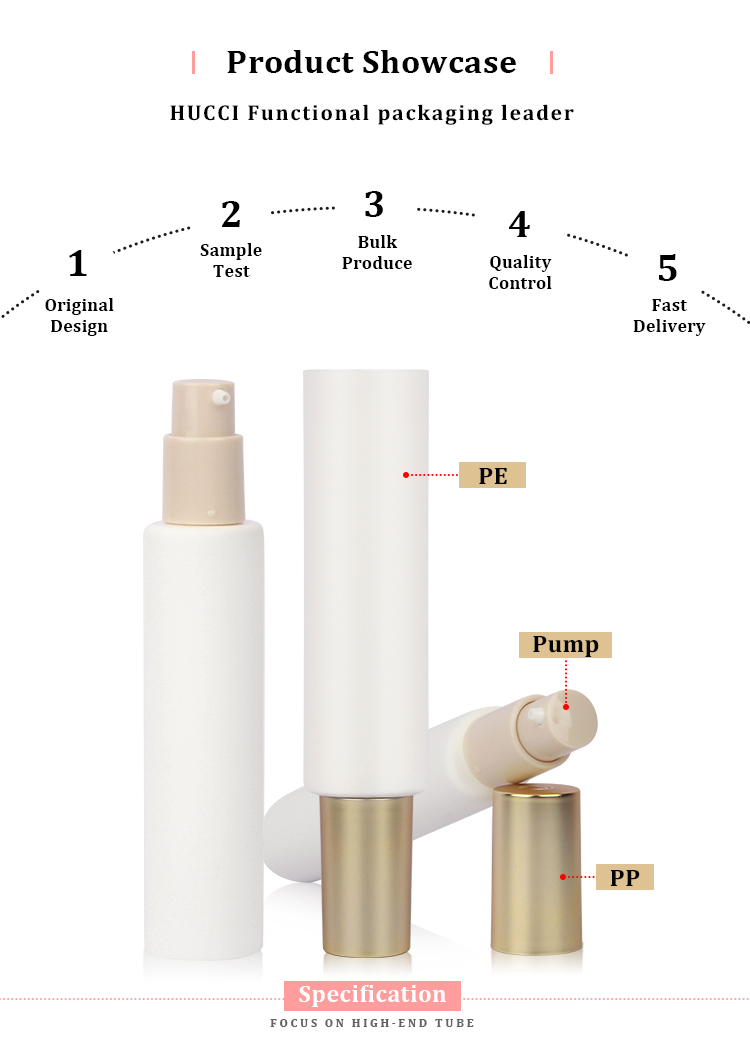 Product Showcase
HUCCI Functional packaging leader
1
Original
Design
2
Sample
Test
3
Bulk
Produce
4
Quality
Control
5
Fast
Delivery
PE
Pump
PP
Specification
FOCUS ON HIGH-END TUBE